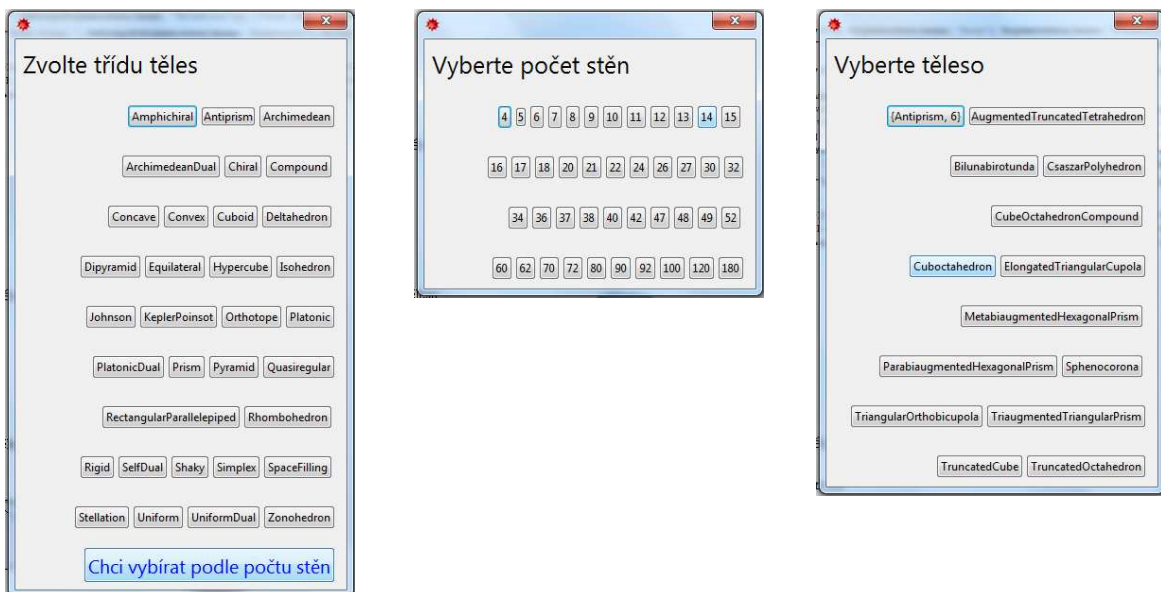 Zvolte třídu těles
Amphichiral Antiprism Archimedean
ArchimedeanDual Chiral Compound
Concave Convex Cuboid Deltahedron
Dipyramid Equilateral Hypercube Isohedron
Johnson KeplerPoinsot Orthotope Platonic
PlatonicDual Prism Pyramid Quasiregular
RectangularParallelepiped Rhombohedron
Rigid SelfDual Shaky Simplex SpaceFilling
Stellation Uniform UniformDual Zonohedron
Chci vybírat podle počtu stěn
Vyberte počet stěn
4 5 6 7 8 9 10 11 12 13 14 15
16 17 18 20 21 22 24 26 27 30 32
34 36 37 38 40 42 47 48 49 52
60 62 70 72 80 90 92 100 120 180
Vyberte těleso
{Antiprism, 6} AugmentedTruncatedTetrahedron
Bilunabirotunda CsaszarPolyhedron
CubeOctahedronCompound
Cuboctahedron ElongatedTriangularCupola
MetabiaugmentedHexagonalPrism
ParabiaugmentedHexagonalPrism Sphenocorona
TriangularOrthobicupola TriaugmentedTriangularPrism
TruncatedCube TruncatedOctahedron